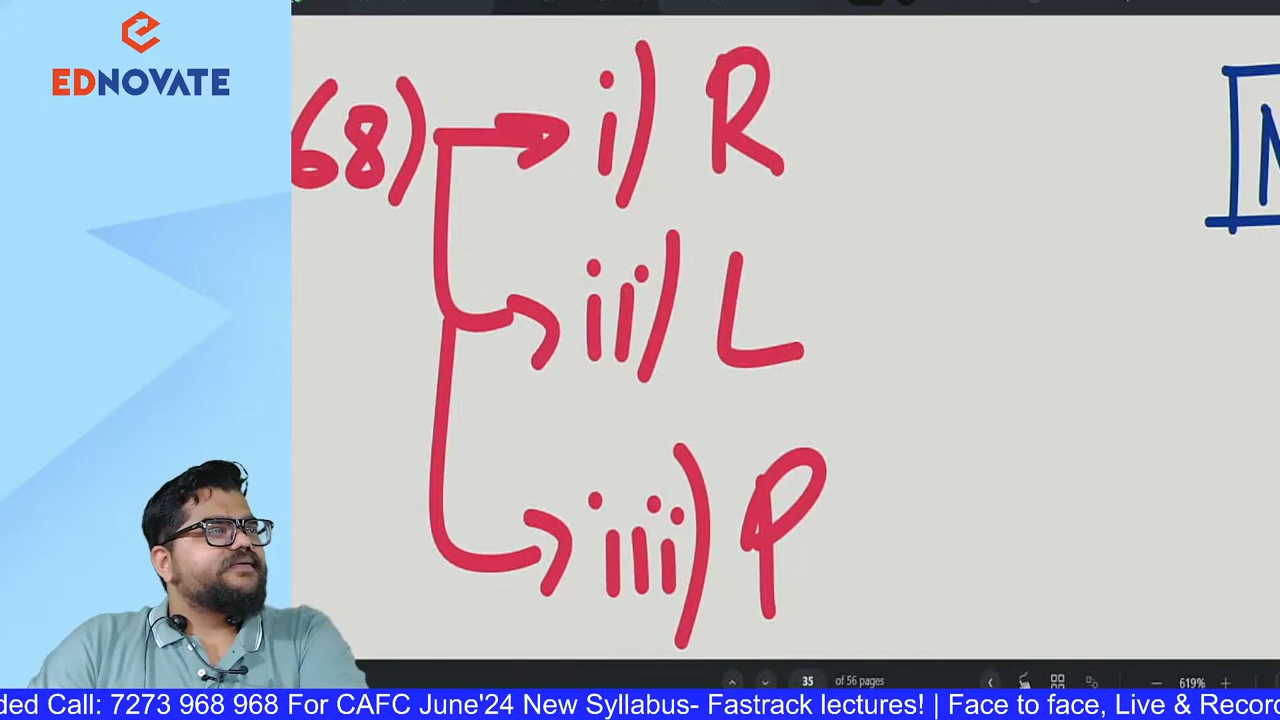 EDNOVATE
68) i) R
ii) L
iii) P
N
35 of 56 pages
619%
ded Call: 7273 968 968 For CAFC June'24 New Syllabus- Fastrack lectures! | Face to face, Live & Recor